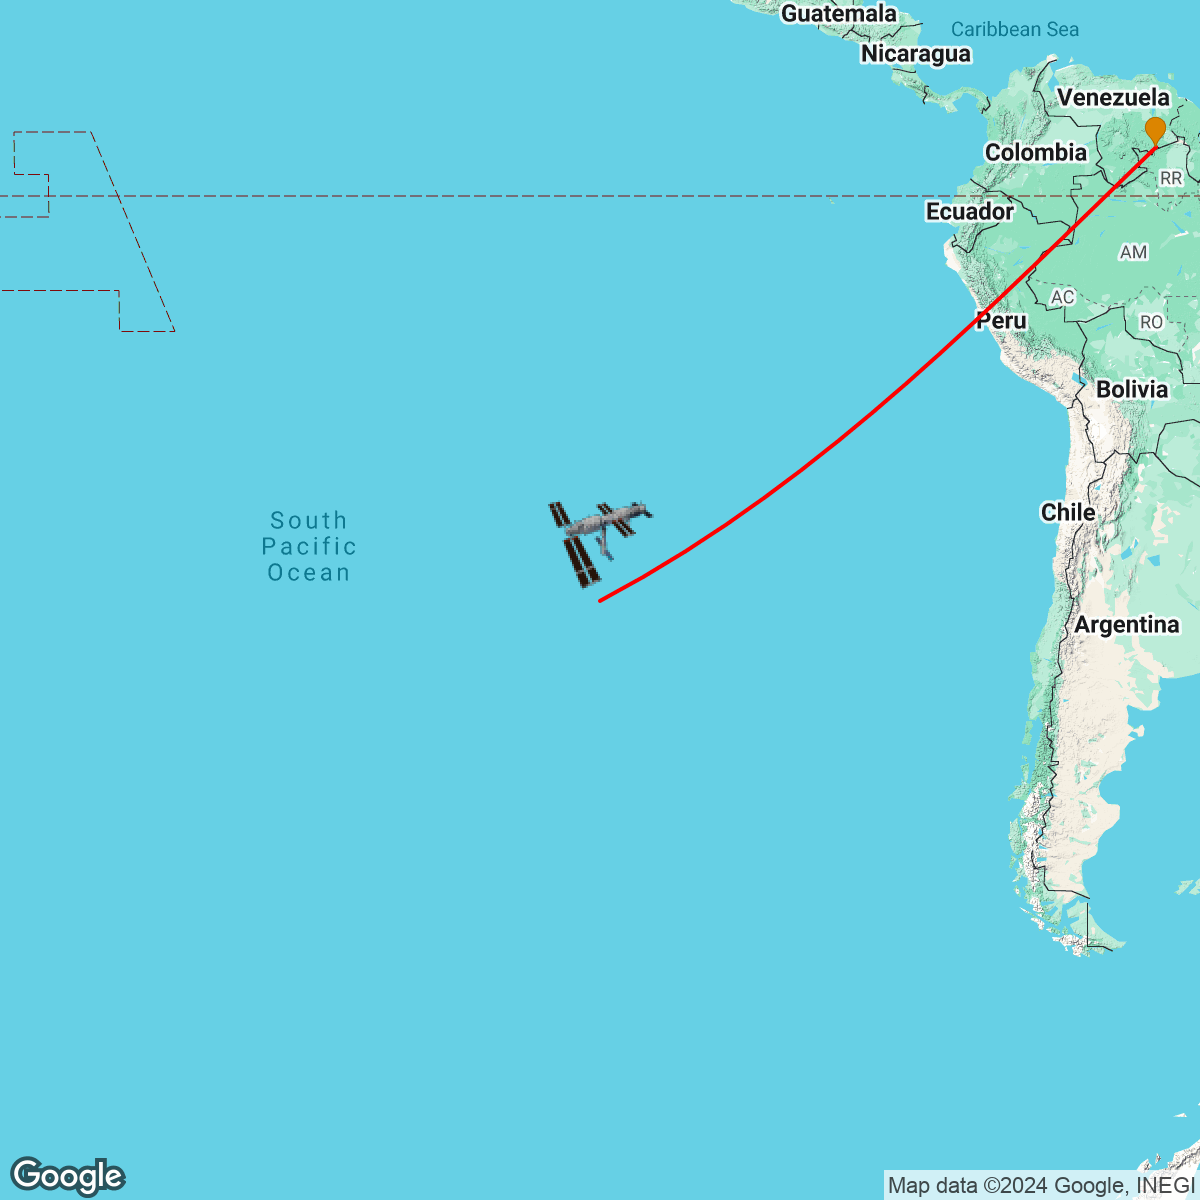 Guatemala
Caribbean Sea
Nicaragua
Venezuela
Colombia
RR
Ecuador
AM
AC
Peru
RO
Bolivia
Chile
South
Pacific
Ocean
Argentina
Google
Map data ©2024 Google, INEGI